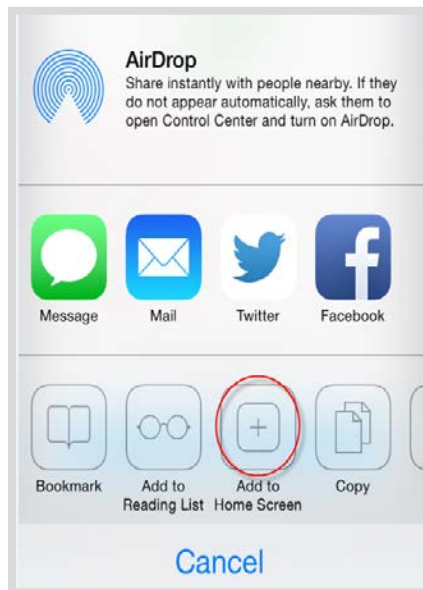 AirDrop
Share instantly with people nearby. If they
do not appear automatically, ask them to
open Control Center and turn on AirDrop.
Message Mail Twitter Facebook
Bookmark Add to Add to Copy
Reading List Home Screen
Cancel